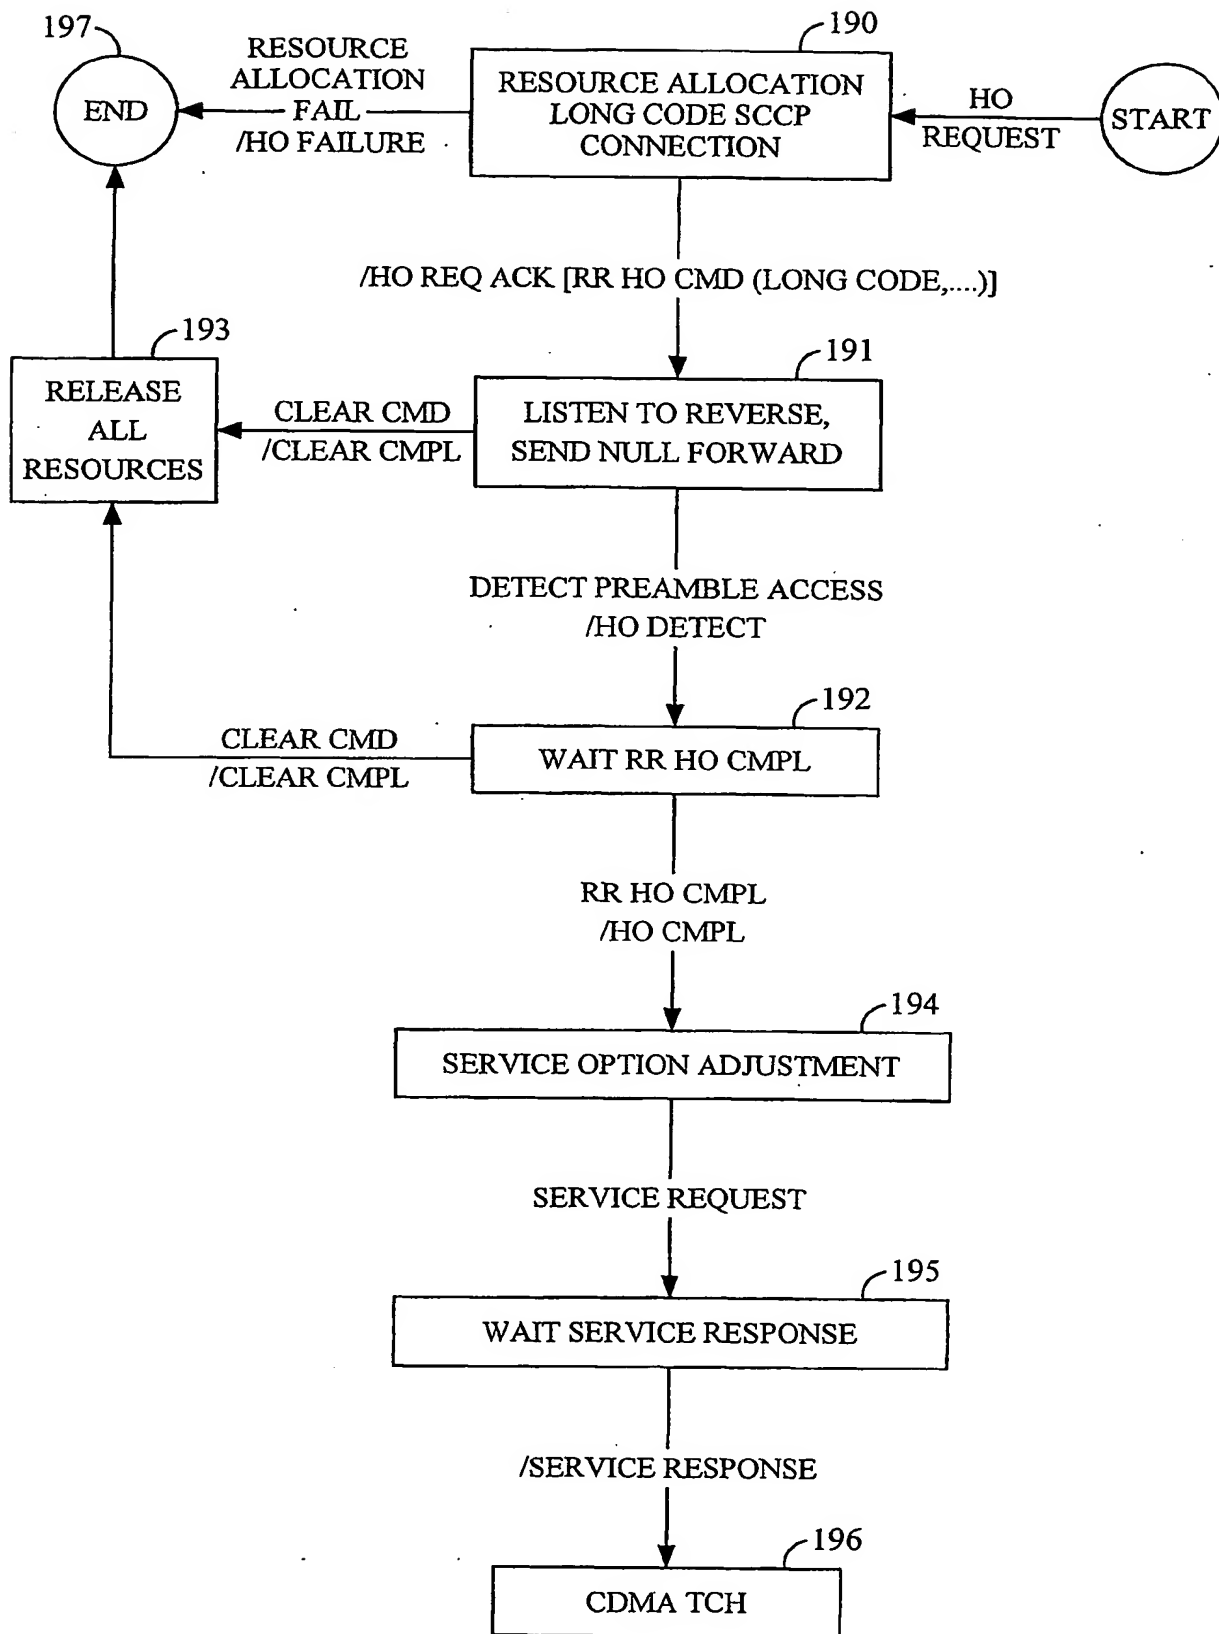 197
END
RESOURCE
ALLOCATION
FAIL
/HO FAILURE
190
RESOURCE ALLOCATION
LONG CODE SCCP
CONNECTION
HO
REQUEST
START
/HO REQ ACK [RR HO CMD (LONG CODE,....)]
193
RELEASE
ALL
RESOURCES
CLEAR CMD
/CLEAR CMPL
191
LISTEN TO REVERSE,
SEND NULL FORWARD
DETECT PREAMBLE ACCESS
/HO DETECT
192
WAIT RR HO CMPL
CLEAR CMD
/CLEAR CMPL
RR HO CMPL
/HO CMPL
194
SERVICE OPTION ADJUSTMENT
SERVICE REQUEST
195
WAIT SERVICE RESPONSE
/SERVICE RESPONSE
196
CDMA TCH